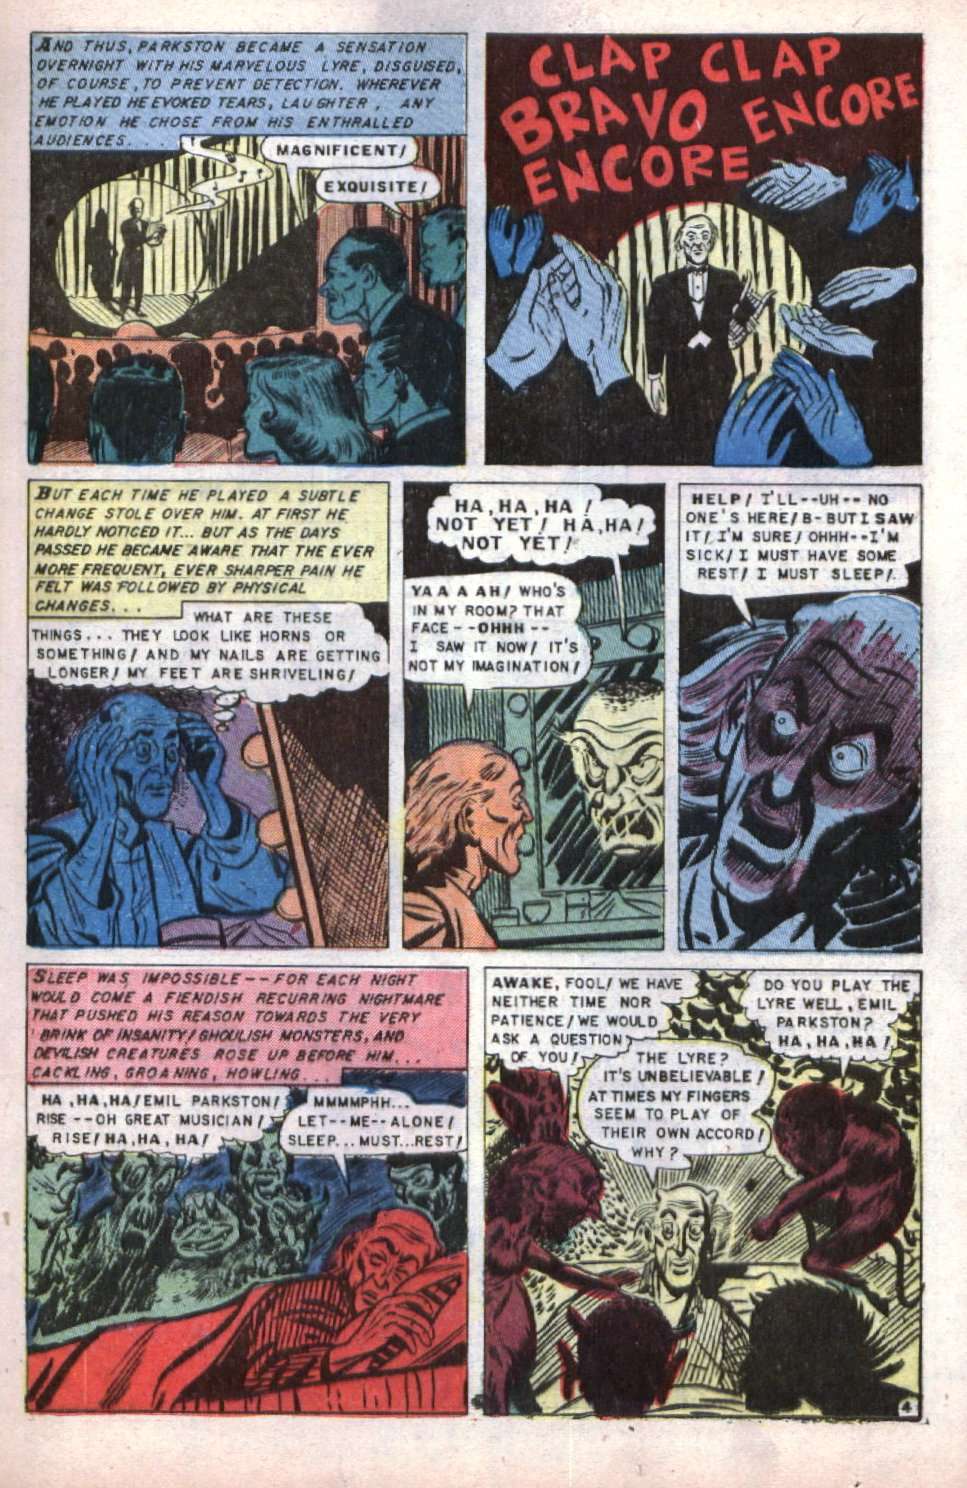 AND THUS, PARKSTON BECAME A SENSATION
OVERNIGHT WITH HIS MARVELOUS LYRE, DISGUISED,
OF COURSE, TO PREVENT DETECTION. WHEREVER
HE PLAYED HE EVOKED TEARS, LAUGHTER, ANY
EMOTION HE CHOSE FROM HIS ENTHRALLED
AUDIENCES. . .
MAGNIFICENT!
EXQUISITE!
CLAP CLAP
BRAVO ENCORE
ENCORE
BUT EACH TIME HE PLAYED A SUBTLE
CHANGE STOLE OVER HIM. AT FIRST HE
HARDLY NOTICED IT... BUT AS THE DAYS
PASSED HE BECAME AWARE THAT THE EVER
MORE FREQUENT, EVER SHARPER PAIN HE
FELT WAS FOLLOWED BY PHYSICAL
CHANGES. . .
WHAT ARE THESE
THINGS... THEY LOOK LIKE HORNS OR
SOMETHING! AND MY NAILS ARE GETTING
LONGER! MY FEET ARE SHRIVELING!
HA, HA, HA!
NOT YET! HA, HA!
NOT YET!
YA A A AH! WHO'S
IN MY ROOM? THAT
FACE - -OHHH --
I SAW IT NOW! IT'S
NOT MY IMAGINATION!
HELP! I'LL--UH-- NO
ONE'S HERE! B-BUT I SAW
IT! I'M SURE! OHHH--I'M
SICK! I MUST HAVE SOME
REST! I MUST SLEEP!
SLEEP WAS IMPOSSIBLE -- FOR EACH NIGHT
WOULD COME A FIENDISH RECURRING NIGHTMARE
THAT PUSHED HIS REASON TOWARDS THE VERY
BRINK OF INSANITY! GHOULISH MONSTERS, AND
DEVILISH CREATURES ROSE UP BEFORE HIM...
CACKLING, GROANING, HOWLING...
HA, HA, HA! EMIL PARKSTON!
RISE --OH GREAT MUSICIAN!
RISE! HA, HA, HA!
MMMMPHH...
LET--ME--ALONE!
SLEEP... MUST...REST!
AWAKE, FOOL! WE HAVE
NEITHER TIME NOR
PATIENCE! WE WOULD
ASK A QUESTION
OF YOU!
DO YOU PLAY THE
LYRE WELL, EMIL
PARKSTON?
HA, HA, HA!
THE LYRE?
IT'S UNBELIEVABLE!
AT TIMES MY FINGERS
SEEM TO PLAY OF
THEIR OWN ACCORD!
WHY?
4